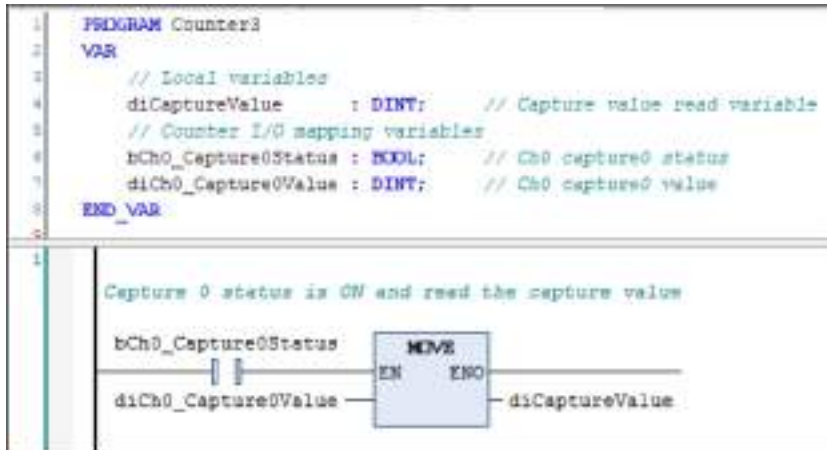 1 PROGRAM Counter3
2 VAR
3 // Local variables
4 diCaptureValue : DINT; // Capture value read variable
5 // Counter I/O mapping variables
6 bCh0_Capture0Status : BOOL; // Ch0 capture0 status
7 diCh0_Capture0Value : DINT; // Ch0 capture0 value
8 END_VAR
9
1
Capture 0 status is ON and read the capture value
bCh0_Capture0Status MOVE
EN ENO
diCh0_Capture0Value diCaptureValue